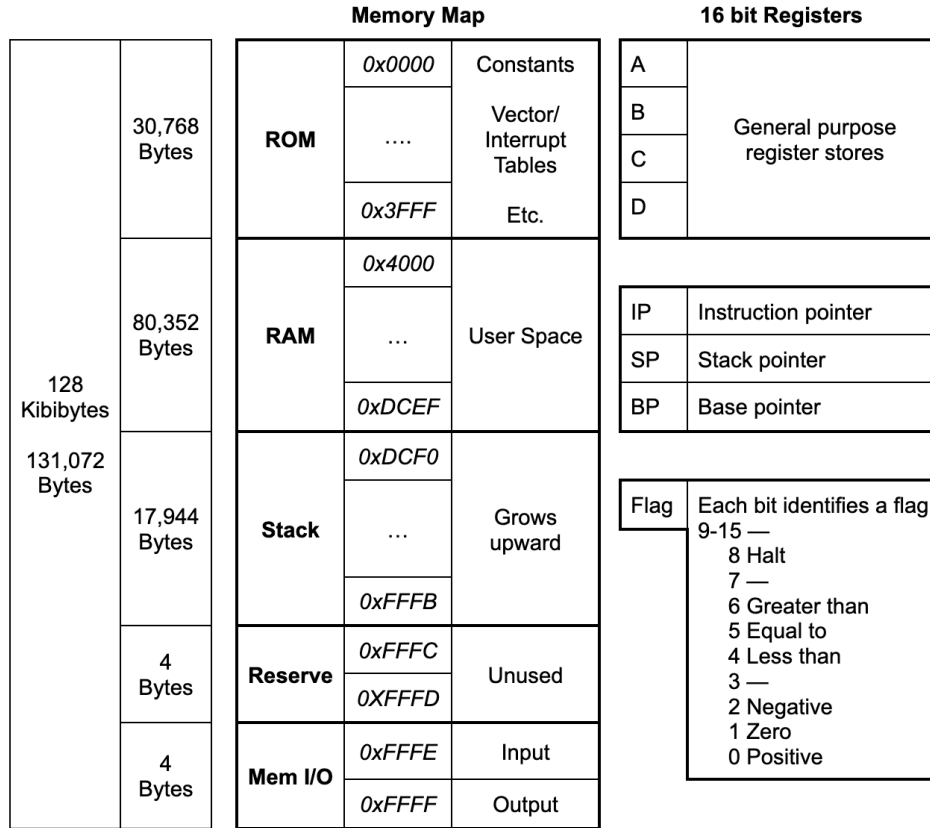 Memory Map
16 bit Registers
128
Kibibytes
131,072
Bytes
30,768
Bytes
ROM
0x0000
....
0x3FFF
Constants
Vector/
Interrupt
Tables
Etc.
80,352
Bytes
RAM
0x4000
...
0xDCEF
User Space
17,944
Bytes
Stack
0xDCF0
...
0xFFFB
Grows
upward
4
Bytes
Reserve
0xFFFC
0XFFFD
Unused
4
Bytes
Mem I/O
0xFFFE
Input
0xFFFF
Output
A
B
C
D
General purpose
register stores
IP
Instruction pointer
SP
Stack pointer
BP
Base pointer
Flag
Each bit identifies a flag
9-15 —
8 Halt
7 —
6 Greater than
5 Equal to
4 Less than
3 —
2 Negative
1 Zero
0 Positive